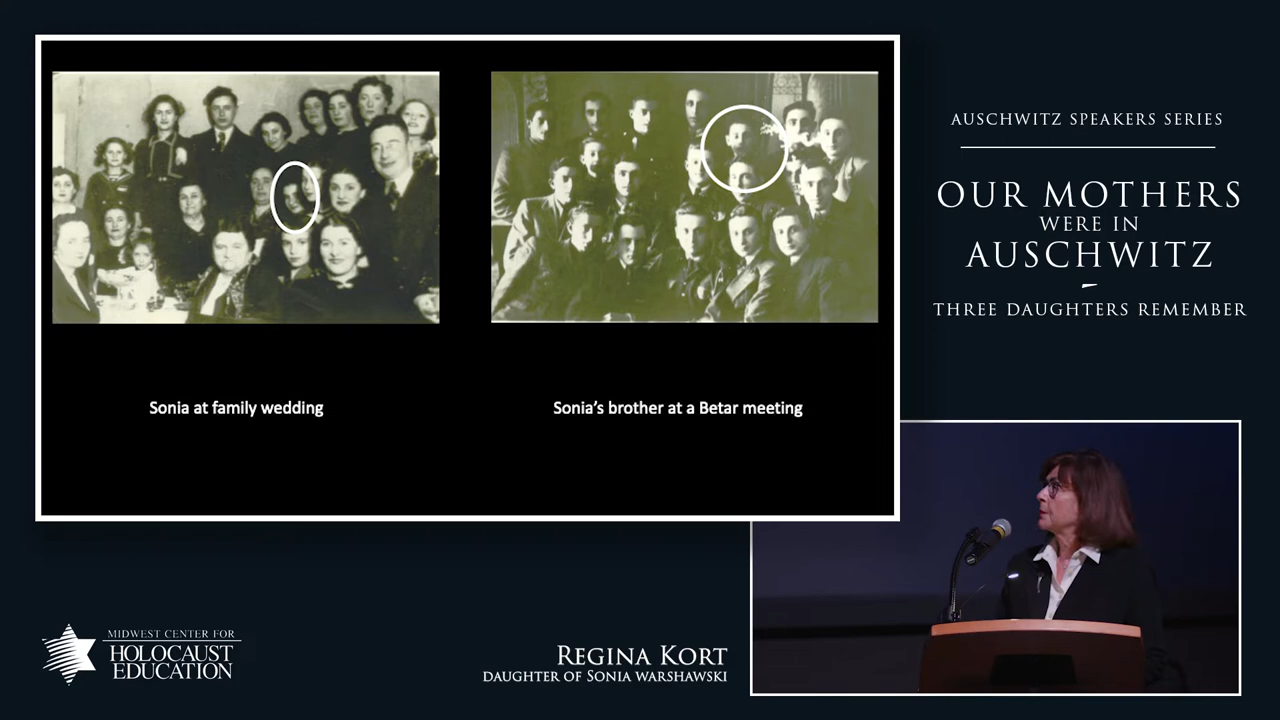 Sonia at family wedding
Sonia's brother at a Betar meeting
AUSCHWITZ SPEAKERS SERIES
OUR MOTHERS
WERE IN
AUSCHWITZ
THREE DAUGHTERS REMEMBER
MIDWEST CENTER FOR
HOLOCAUST
EDUCATION
REGINA KORT
DAUGHTER OF SONIA WARSHAWSKI